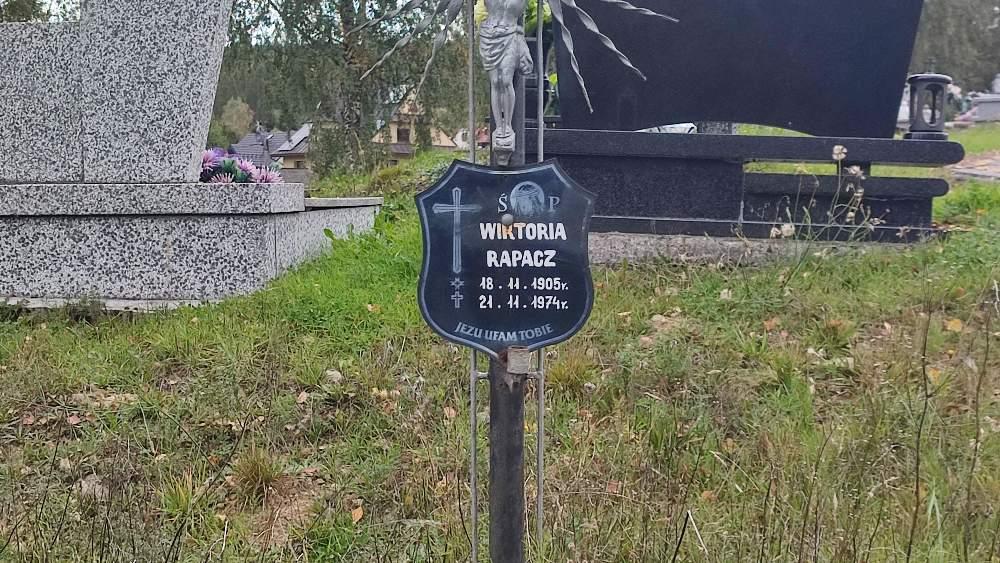 Ś P
WIKTORIA
RAPACZ
18.11.1905r.
21.11.1974r.
JEZU UFAM TOBIE